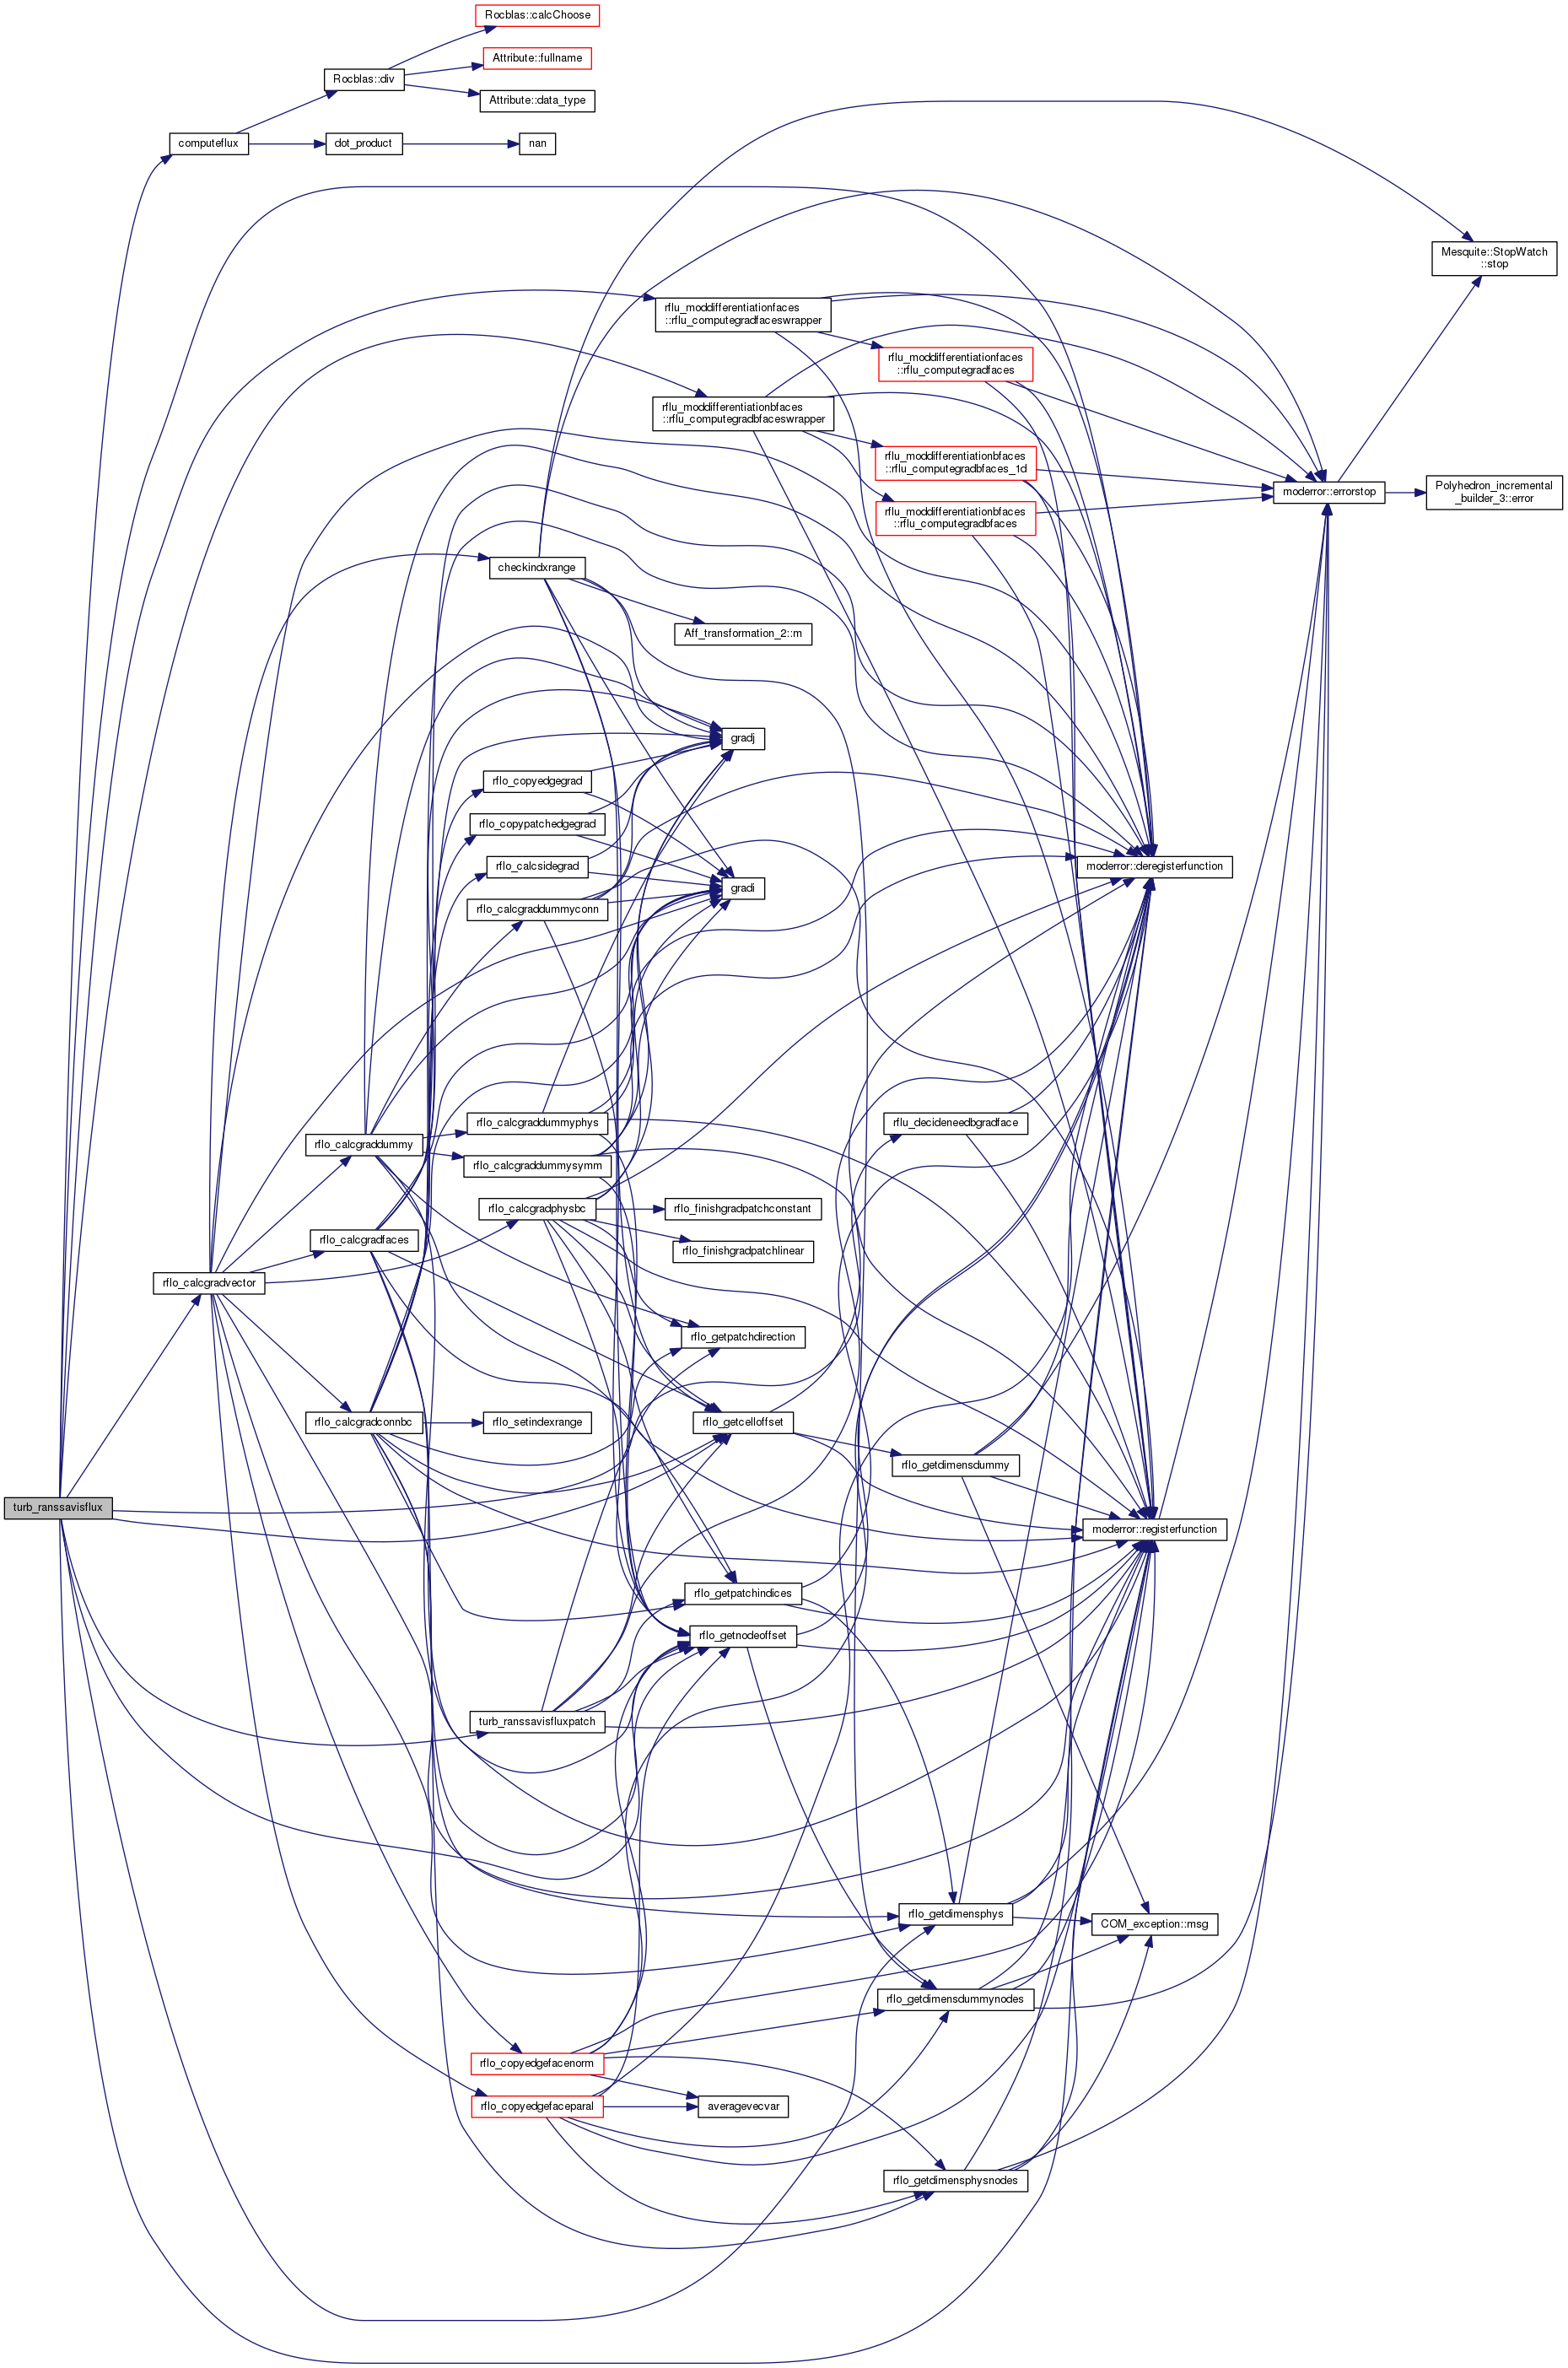 Rocblas::calcChoose
Attribute::fullname
Rocblas::div
Attribute::data_type
computeflux
dot_product
nan
Mesquite::StopWatch
::stop
rflu_moddifferentiationfaces
::rflu_computegradfaceswrapper
rflu_moddifferentiationfaces
::rflu_computegradfaces
rflu_moddifferentiationbfaces
::rflu_computegradbfaceswrapper
rflu_moddifferentiationbfaces
::rflu_computegradbfaces_1d
moderror::errorstop
Polyhedron_incremental
_builder_3::error
rflu_moddifferentiationbfaces
::rflu_computegradbfaces
checkindxrange
Aff_transformation_2::m
gradj
rflo_copyedgegrad
rflo_copypatchedgegrad
rflo_calcsidegrad
moderror::deregisterfunction
gradi
rflo_calcgraddummyconn
rflo_calcgraddummyphys
rflu_decideneedbgradface
rflo_calcgraddummy
rflo_calcgraddummysymm
rflo_calcgradphysbc
rflo_finishgradpatchconstant
rflo_calcgradfaces
rflo_finishgradpatchlinear
rflo_calcgradvector
rflo_getpatchdirection
rflo_calcgradconnbc
rflo_setindexrange
rflo_getcelloffset
rflo_getdimensdummy
turb_ranssavisflux
moderror::registerfunction
rflo_getpatchindices
rflo_getnodeoffset
turb_ranssavisfluxpatch
rflo_getdimensphys
COM_exception::msg
rflo_getdimensdummynodes
rflo_copyedgefacenorm
rflo_copyedgefaceparal
averagevecvar
rflo_getdimensphysnodes